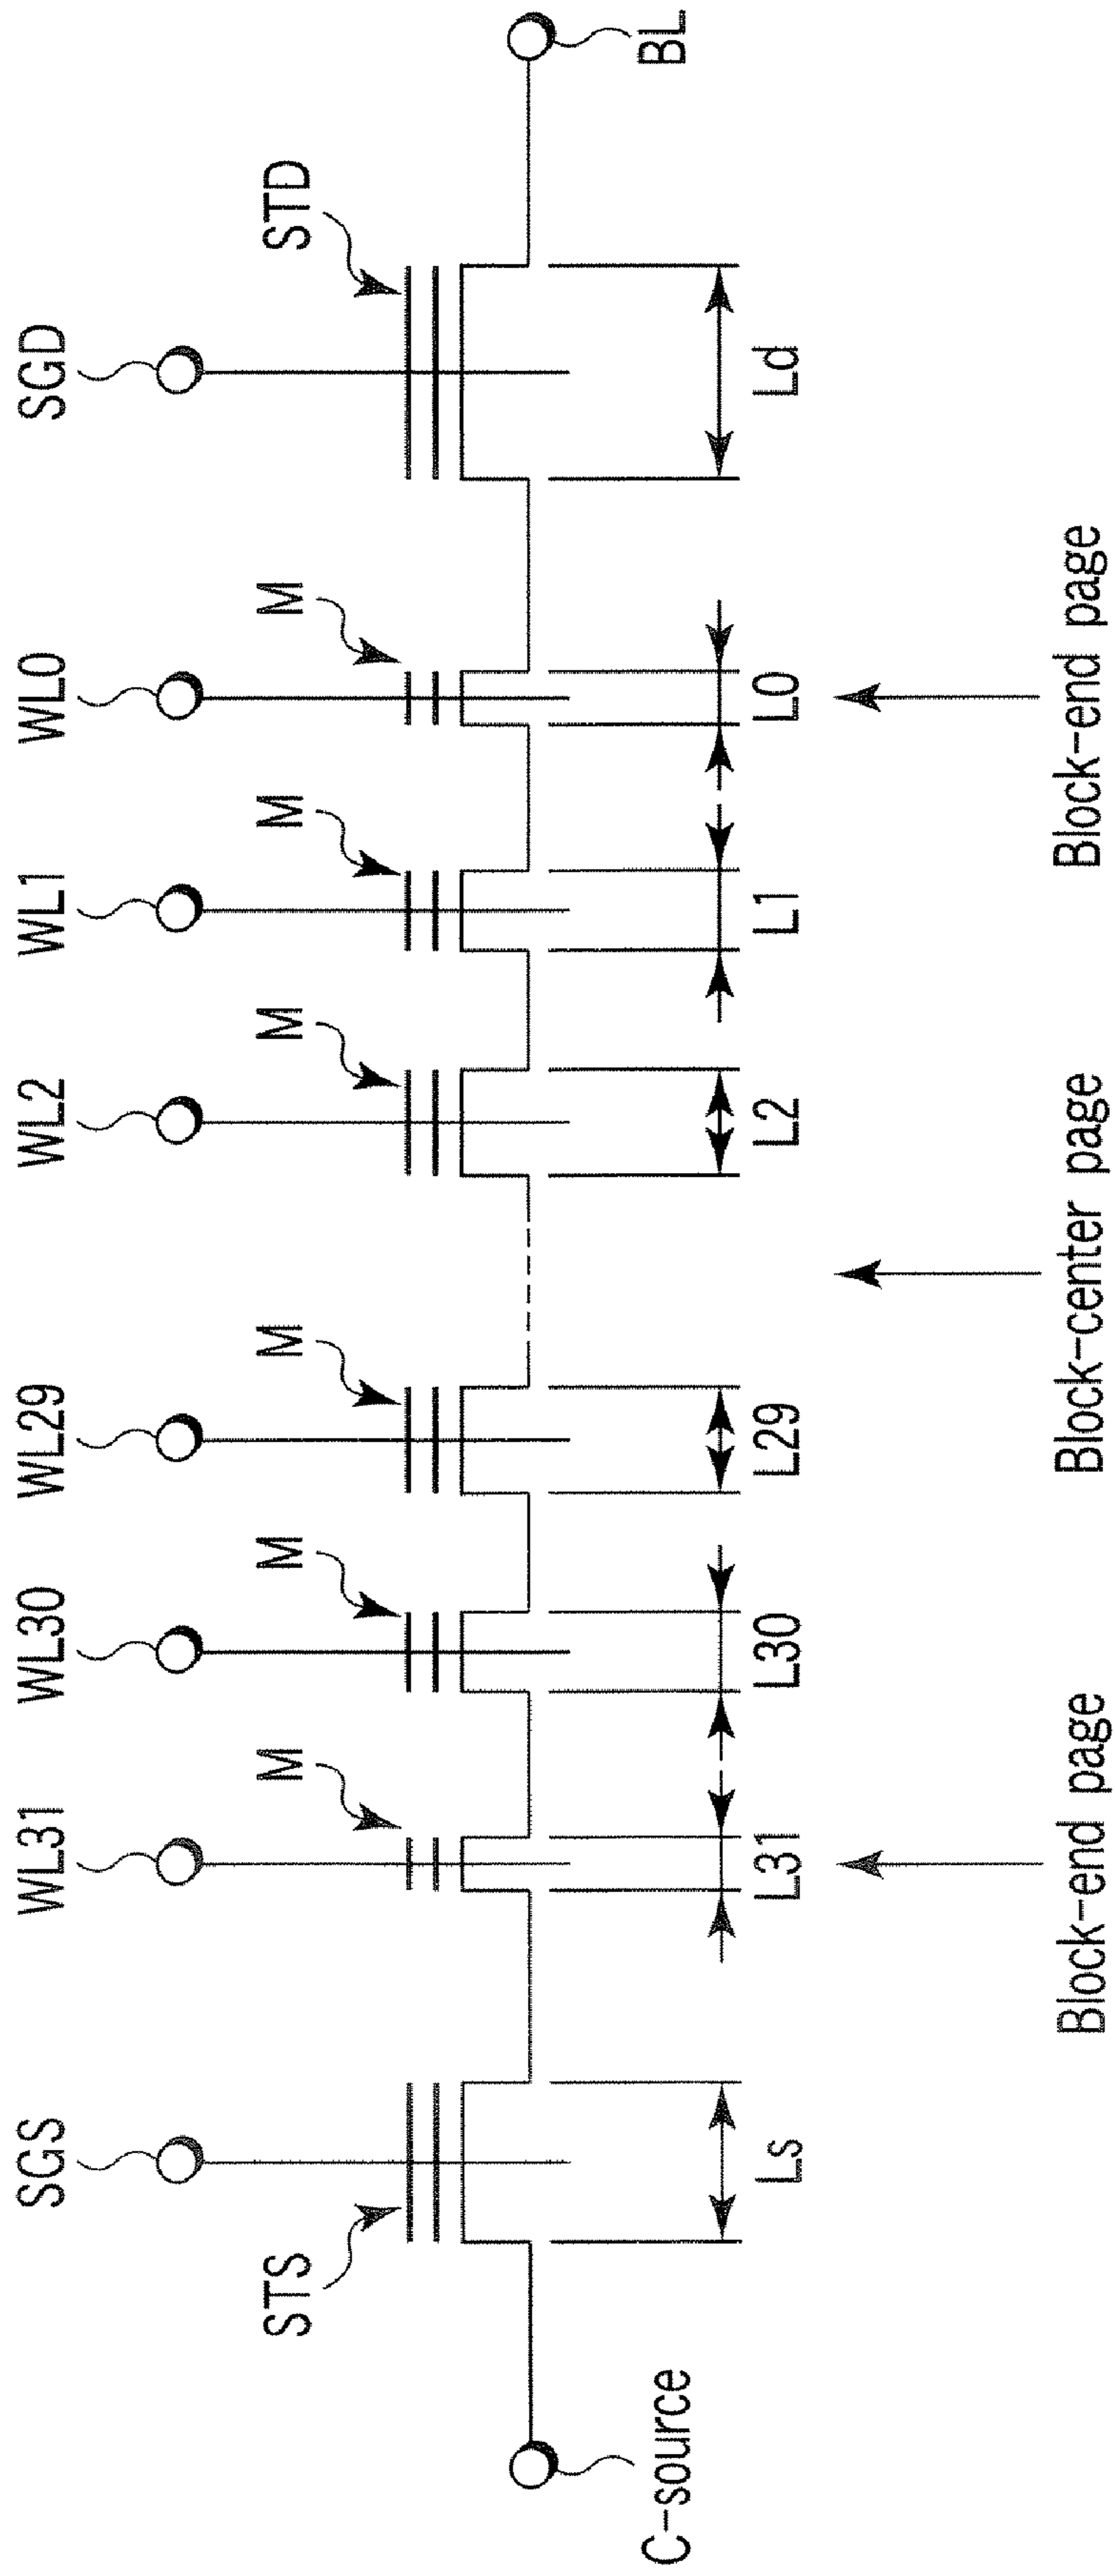 SGS
WL31
WL30
WL29
WL2
WL1
WL0
SGD
STS
M
M
M
M
M
M
STD
C-source
BL
Ls
L31
L30
L29
L2
L1
L0
Ld
Block-end page
Block-center page
Block-end page